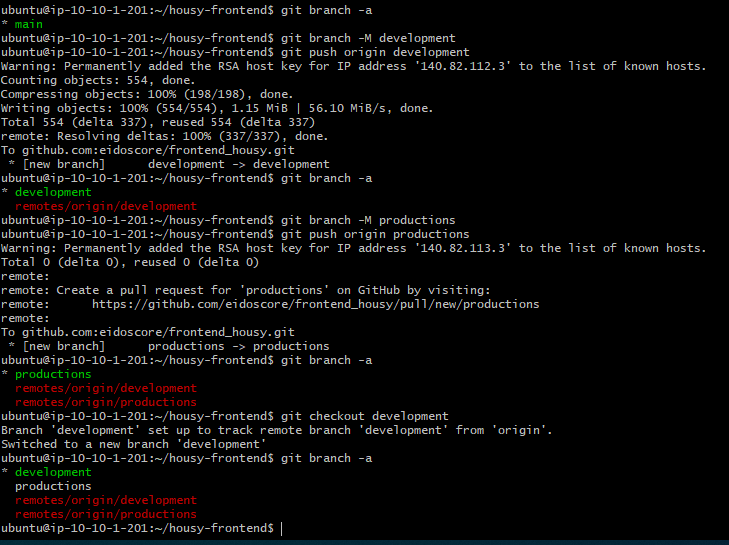 ubuntu@ip-10-10-1-201:~/housy-frontend$ git branch -a
* main
ubuntu@ip-10-10-1-201:~/housy-frontend$ git branch -M development
ubuntu@ip-10-10-1-201:~/housy-frontend$ git push origin development
Warning: Permanently added the RSA host key for IP address '140.82.112.3' to the list of known hosts.
Counting objects: 554, done.
Compressing objects: 100% (198/198), done.
Writing objects: 100% (554/554), 1.15 MiB | 56.10 MiB/s, done.
Total 554 (delta 337), reused 554 (delta 337)
remote: Resolving deltas: 100% (337/337), done.
To github.com:eidoscore/frontend_housy.git
 * [new branch]      development -> development
ubuntu@ip-10-10-1-201:~/housy-frontend$ git branch -a
* development
  remotes/origin/development
ubuntu@ip-10-10-1-201:~/housy-frontend$ git branch -M productions
ubuntu@ip-10-10-1-201:~/housy-frontend$ git push origin productions
Warning: Permanently added the RSA host key for IP address '140.82.113.3' to the list of known hosts.
Total 0 (delta 0), reused 0 (delta 0)
remote:
remote: Create a pull request for 'productions' on GitHub by visiting:
remote:      https://github.com/eidoscore/frontend_housy/pull/new/productions
remote:
To github.com:eidoscore/frontend_housy.git
 * [new branch]      productions -> productions
ubuntu@ip-10-10-1-201:~/housy-frontend$ git branch -a
* productions
  remotes/origin/development
  remotes/origin/productions
ubuntu@ip-10-10-1-201:~/housy-frontend$ git checkout development
Branch 'development' set up to track remote branch 'development' from 'origin'.
Switched to a new branch 'development'
ubuntu@ip-10-10-1-201:~/housy-frontend$ git branch -a
* development
  productions
  remotes/origin/development
  remotes/origin/productions
ubuntu@ip-10-10-1-201:~/housy-frontend$